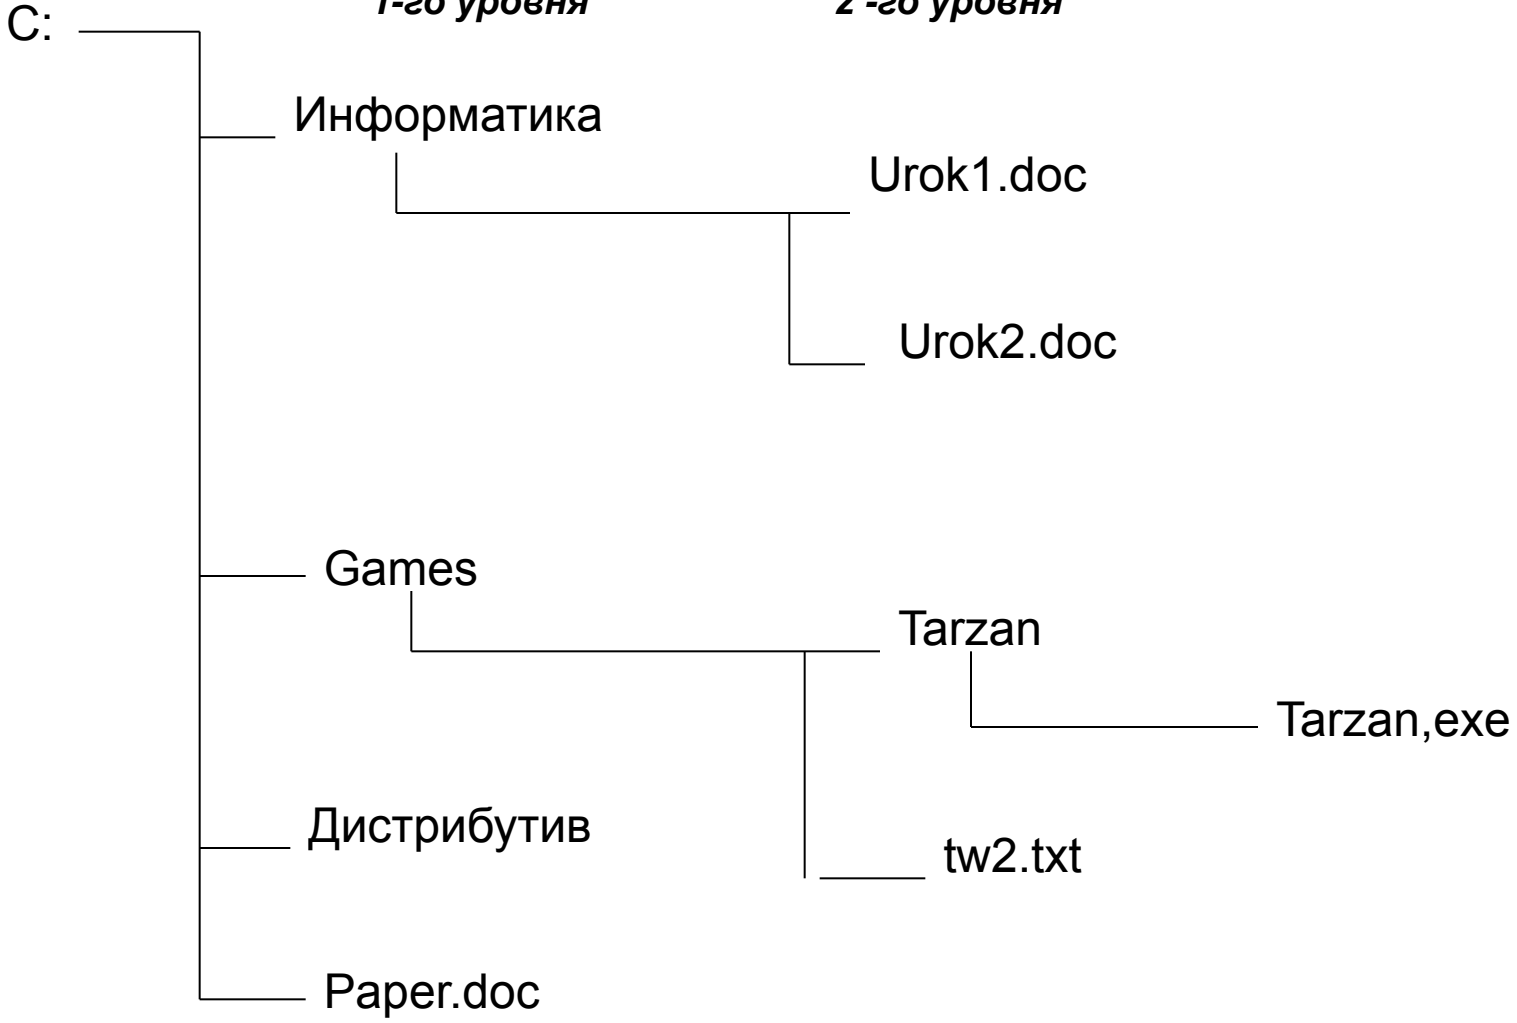 1-го уровня 2 -го уровня
C:
Информатика
Urok1.doc
Urok2.doc
Games
Tarzan
Tarzan,exe
Дистрибутив
tw2.txt
Paper.doc